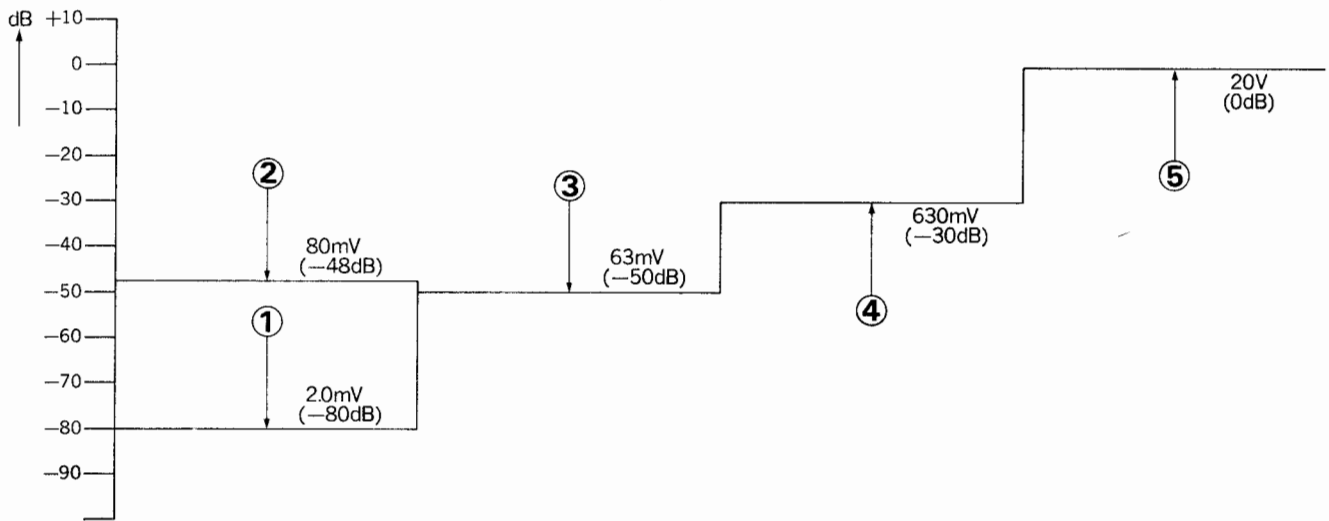 dB
+10
0
−10
−20
−30
−40
−50
−60
−70
−80
−90
②
80mV
(−48dB)
①
2.0mV
(−80dB)
③
63mV
(−50dB)
④
630mV
(−30dB)
⑤
20V
(0dB)